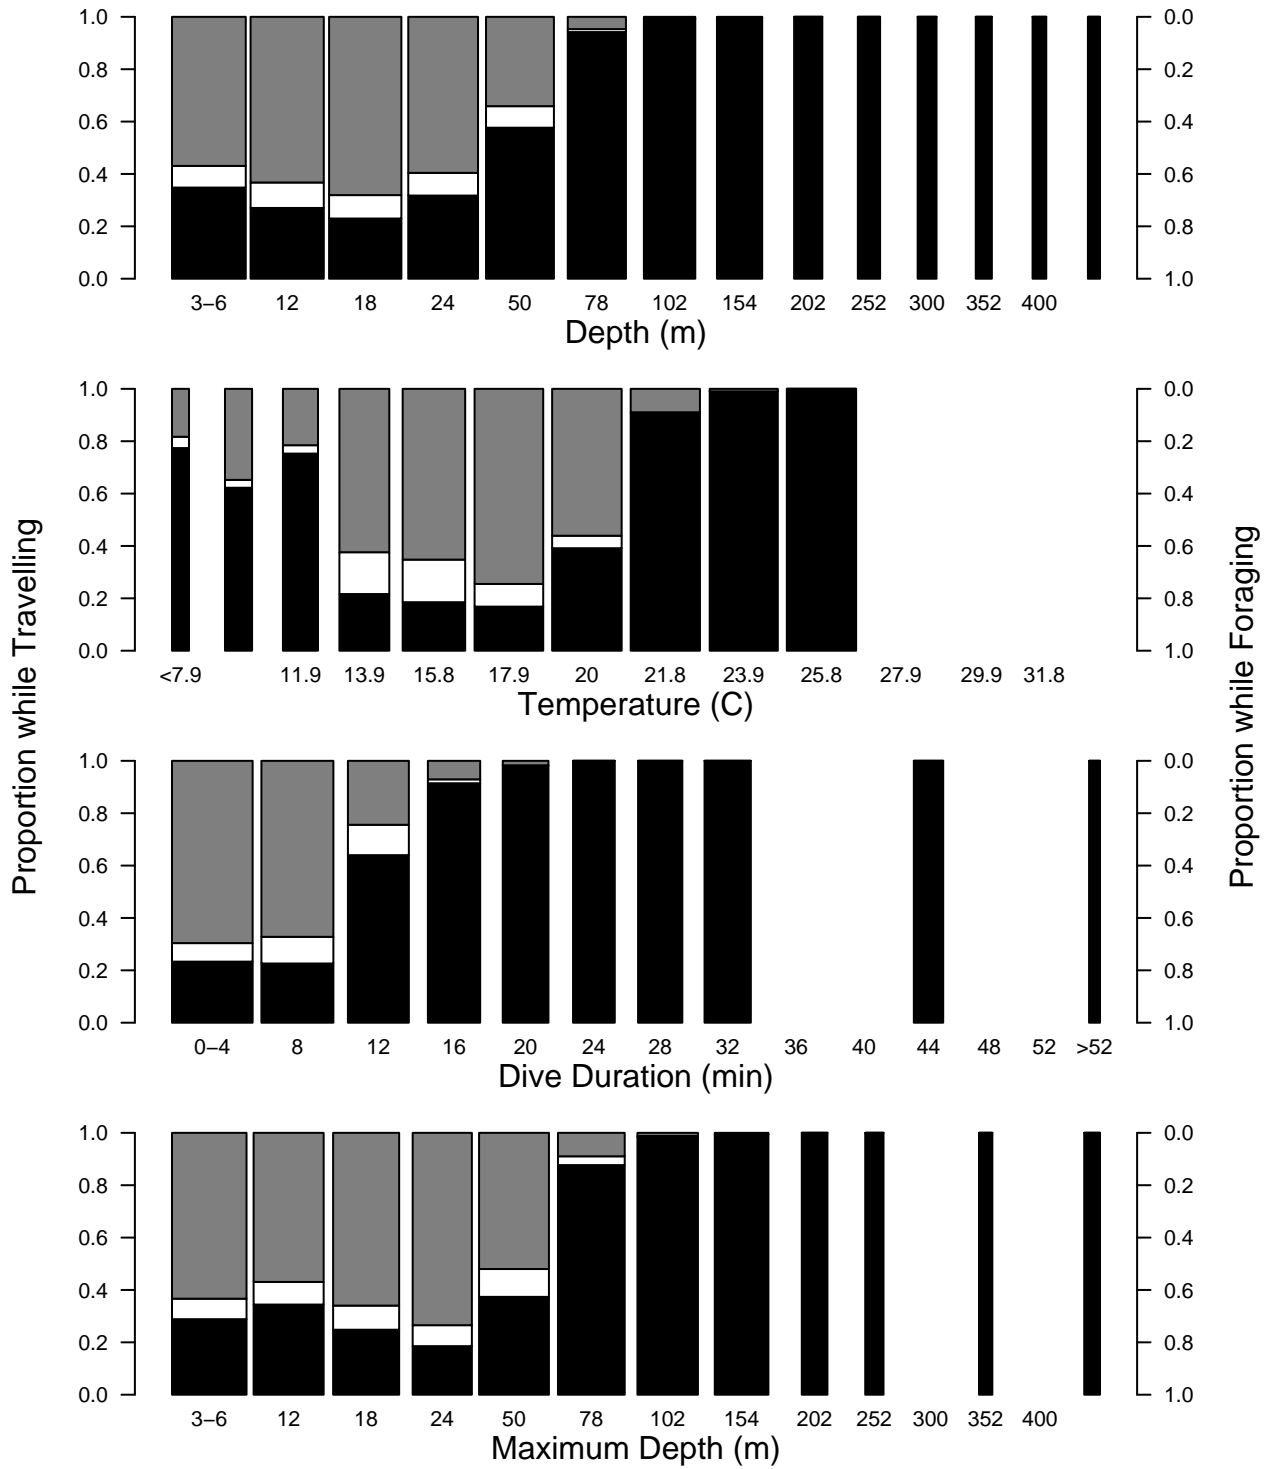 Proportion while Travelling
Proportion while Foraging
1.0 0.8 0.6 0.4 0.2 0.0
0.0 0.2 0.4 0.6 0.8 1.0
3–6 12 18 24 50 78 102 154 202 252 300 352 400
Depth (m)
1.0 0.8 0.6 0.4 0.2 0.0
0.0 0.2 0.4 0.6 0.8 1.0
<7.9 11.9 13.9 15.8 17.9 20 21.8 23.9 25.8 27.9 29.9 31.8
Temperature (C)
1.0 0.8 0.6 0.4 0.2 0.0
0.0 0.2 0.4 0.6 0.8 1.0
0–4 8 12 16 20 24 28 32 36 40 44 48 52 >52
Dive Duration (min)
1.0 0.8 0.6 0.4 0.2 0.0
0.0 0.2 0.4 0.6 0.8 1.0
3–6 12 18 24 50 78 102 154 202 252 300 352 400
Maximum Depth (m)